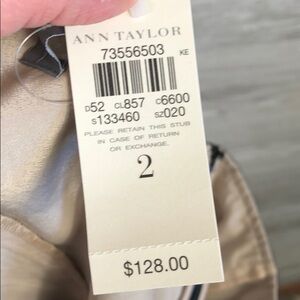 ANN TAYLOR
73556503 KE
D52 CL857 C6600
S133460 SZ020
PLEASE RETAIN THIS STUB
IN CASE OF RETURN
OR EXCHANGE.
2
$128.00